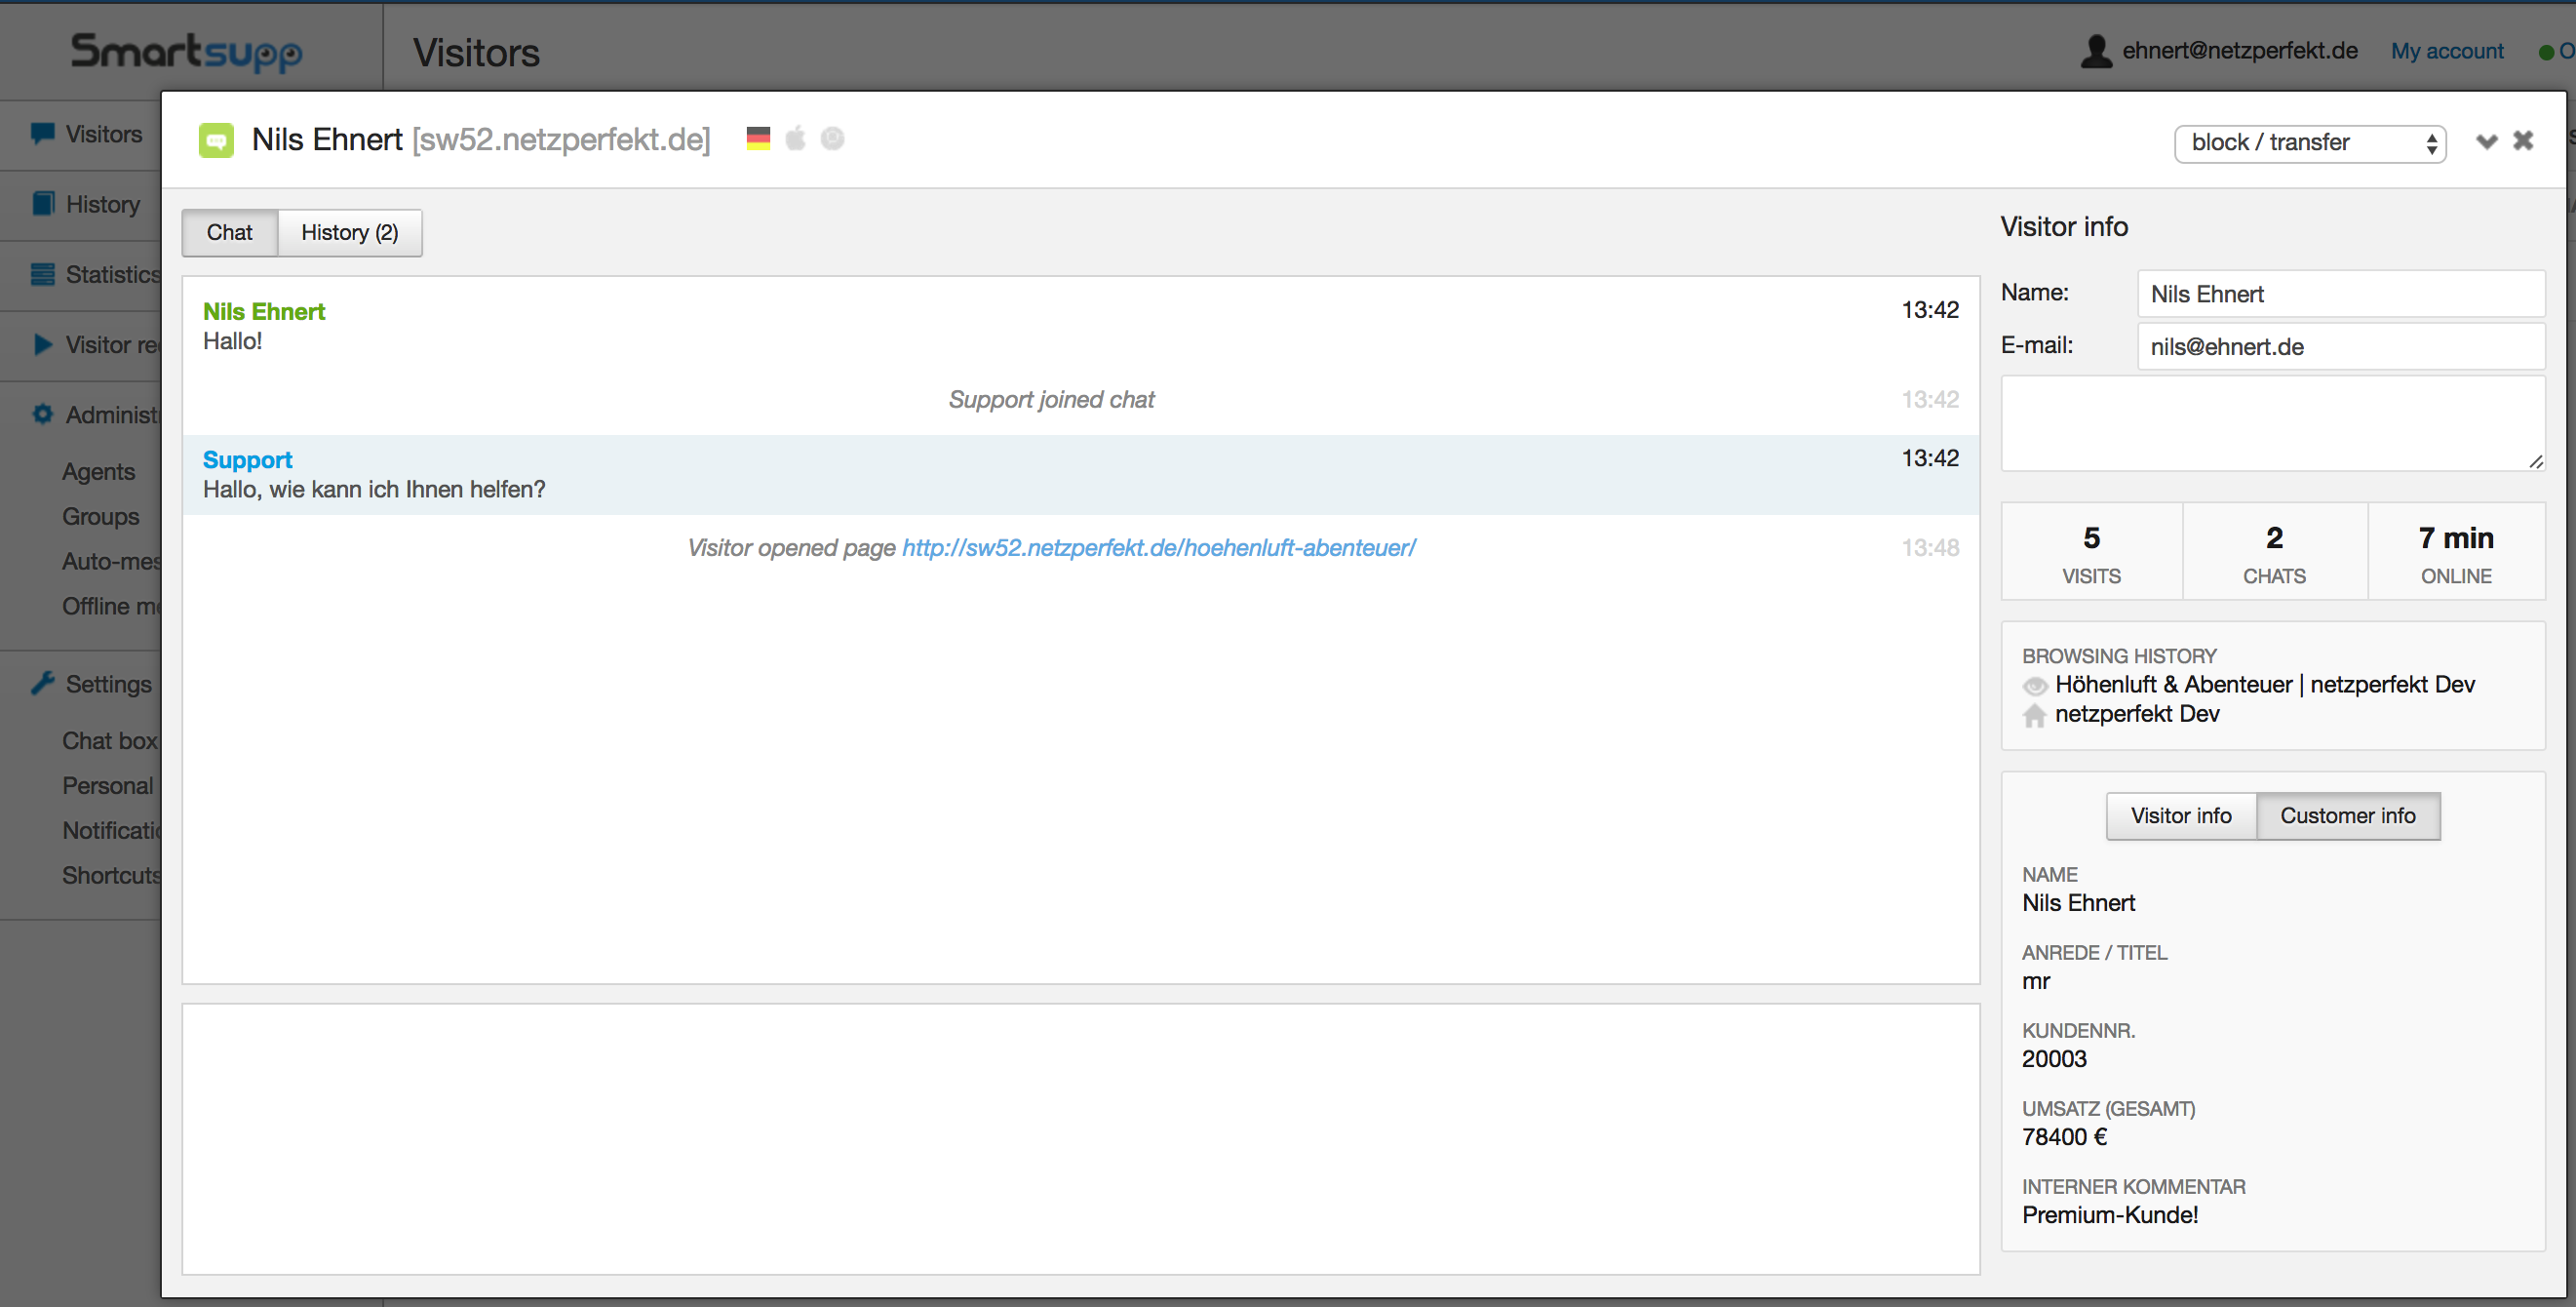 Smartsupp
Visitors
ehnert@netzperfekt.de My account
Visitors
History
Statistics
Visitor
Agents
Groups
Offline
Settings
Chat box
Personal
Shortcuts
Nils Ehnert [sw52.netzperfekt.de]
block / transfer
Chat History (2)
Nils Ehnert 13:42
Hallo!
Support joined chat 13:42
Support 13:42
Hallo, wie kann ich Ihnen helfen?
Visitor opened page http://sw52.netzperfekt.de/hoehenluft-abenteuer/ 13:48
Visitor info
Name: Nils Ehnert
E-mail: nils@ehnert.de
5 2 7 min
VISITS CHATS ONLINE
BROWSING HISTORY
Höhenluft & Abenteuer | netzperfekt Dev
netzperfekt Dev
Visitor info Customer info
NAME
Nils Ehnert
ANREDE / TITEL
mr
KUNDENNR.
20003
UMSATZ (GESAMT)
78400 €
INTERNER KOMMENTAR
Premium-Kunde!